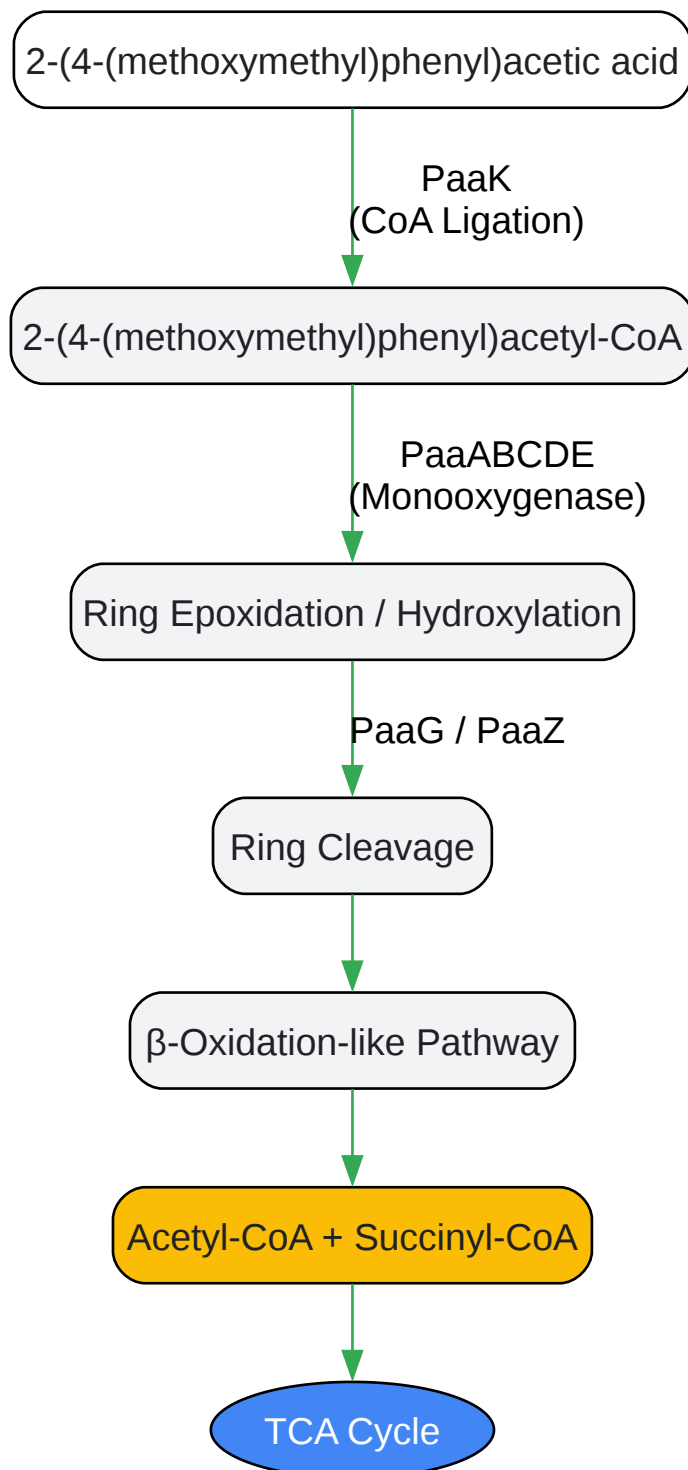 2-(4-(methoxymethyl)phenyl)acetic acid
PaaK
(CoA Ligation)
2-(4-(methoxymethyl)phenyl)acetyl-CoA
PaaABCDE
(Monooxygenase)
Ring Epoxidation / Hydroxylation
PaaG / PaaZ
Ring Cleavage
β-Oxidation-like Pathway
Acetyl-CoA + Succinyl-CoA
TCA Cycle